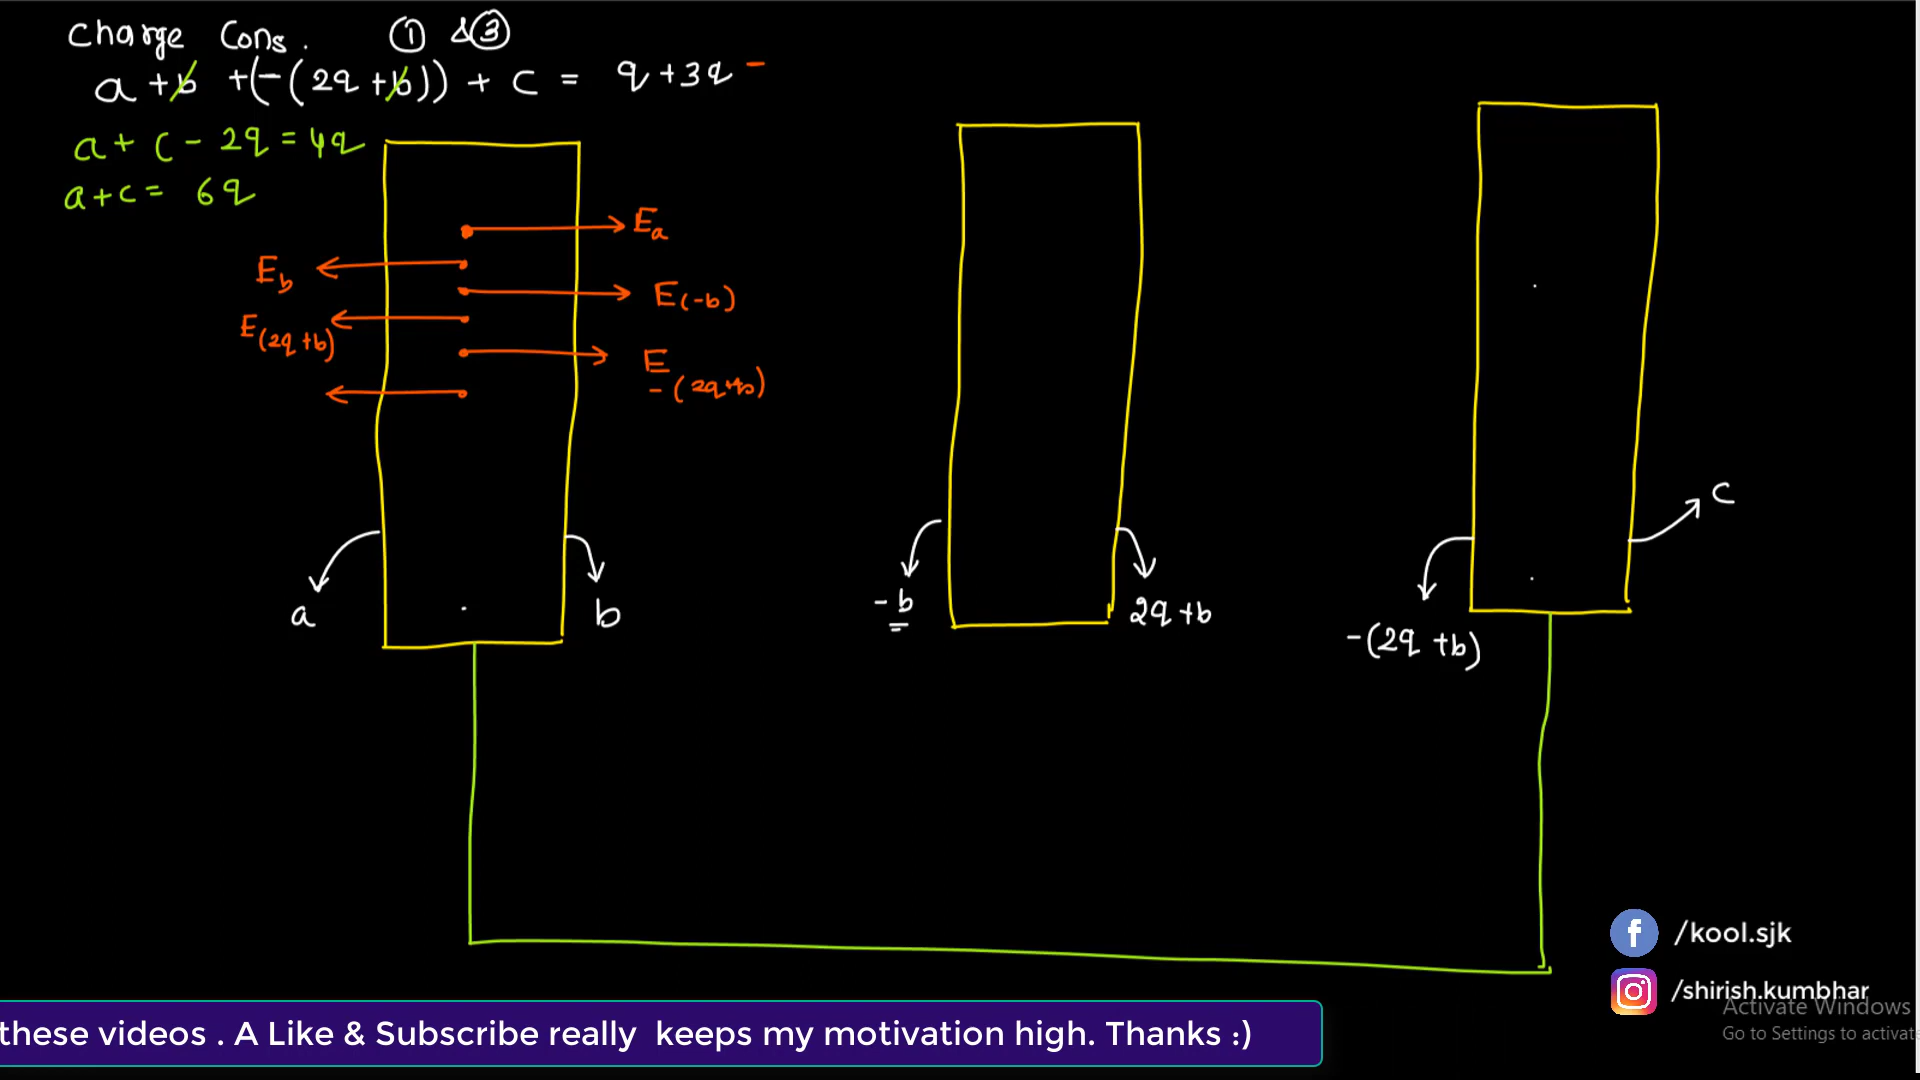 Charge Cons. ① & ③
a + b + (-(2q + b)) + c = q + 3q -
a + c - 2q = 4q
a + c = 6q
Ea
Eb
E(-b)
E(2q+b)
E-(2q+b)
c
a
b
-b
2q+b
-(2q+b)
/kool.sjk
/shirish.kumbhar
Activate Windows
Go to Settings to activat
these videos . A Like & Subscribe really keeps my motivation high. Thanks :)